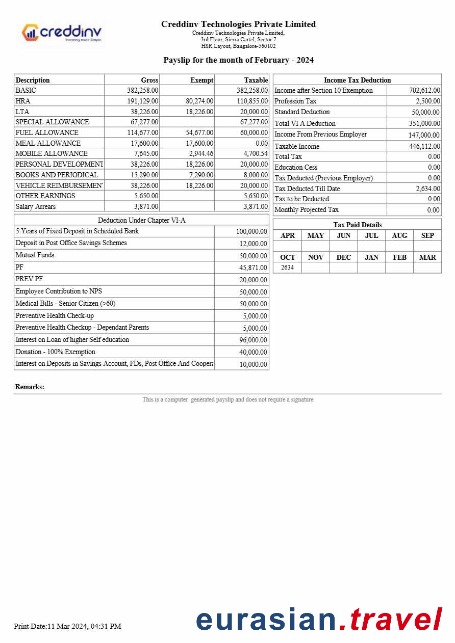 creddinv
Creddinv Technologies Private Limited
Creddinv Technologies Private Limited,
3rd Floor, Sierra Cartel, Sector 7
HSR Layout, Bangalore-560102
Payslip for the month of February - 2024
Description Gross Exempt Taxable
BASIC 382,258.00 382,258.00
HRA 191,129.00 80,274.00 110,855.00
LTA 38,226.00 18,226.00 20,000.00
SPECIAL ALLOWANCE 67,277.00 67,277.00
FUEL ALLOWANCE 114,677.00 54,677.00 60,000.00
MEAL ALLOWANCE 17,600.00 17,600.00 0.00
MOBILE ALLOWANCE 7,645.00 2,944.46 4,700.54
PERSONAL DEVELOPMENT 38,226.00 18,226.00 20,000.00
BOOKS AND PERIODICAL 15,290.00 7,290.00 8,000.00
VEHICLE REIMBURSEMEN 38,226.00 18,226.00 20,000.00
OTHER EARNINGS 5,650.00 5,650.00
Salary Arrears 3,871.00 3,871.00
Income Tax Deduction
Income after Section 10 Exemption 702,612.00
Profession Tax 2,500.00
Standard Deduction 50,000.00
Total VI A Deduction 351,000.00
Income From Previous Employer 147,000.00
Taxable Income 446,112.00
Total Tax 0.00
Education Cess 0.00
Tax Deducted (Previous Employer) 0.00
Tax Deducted Till Date 2,634.00
Tax to be Deducted 0.00
Monthly Projected Tax 0.00
Deduction Under Chapter VI-A
5 Years of Fixed Deposit in Scheduled Bank 100,000.00
Deposit in Post Office Savings Schemes 12,000.00
Mutual Funds 50,000.00
PF 45,871.00
PREV PF 20,000.00
Employee Contribution to NPS 50,000.00
Medical Bills - Senior Citizen (>60) 50,000.00
Preventive Health Check-up 5,000.00
Preventive Health Checkup - Dependant Parents 5,000.00
Interest on Loan of higher Self education 96,000.00
Donation - 100% Exemption 40,000.00
Interest on Deposits in Savings Account, FDs, Post Office And Cooper 10,000.00
Tax Paid Details
APR MAY JUN JUL AUG SEP
OCT NOV DEC JAN FEB MAR
2634
Remarks:
This is a computer generated payslip and does not require a signature
Print Date:11 Mar 2024, 04:31 PM
eurasian.travel